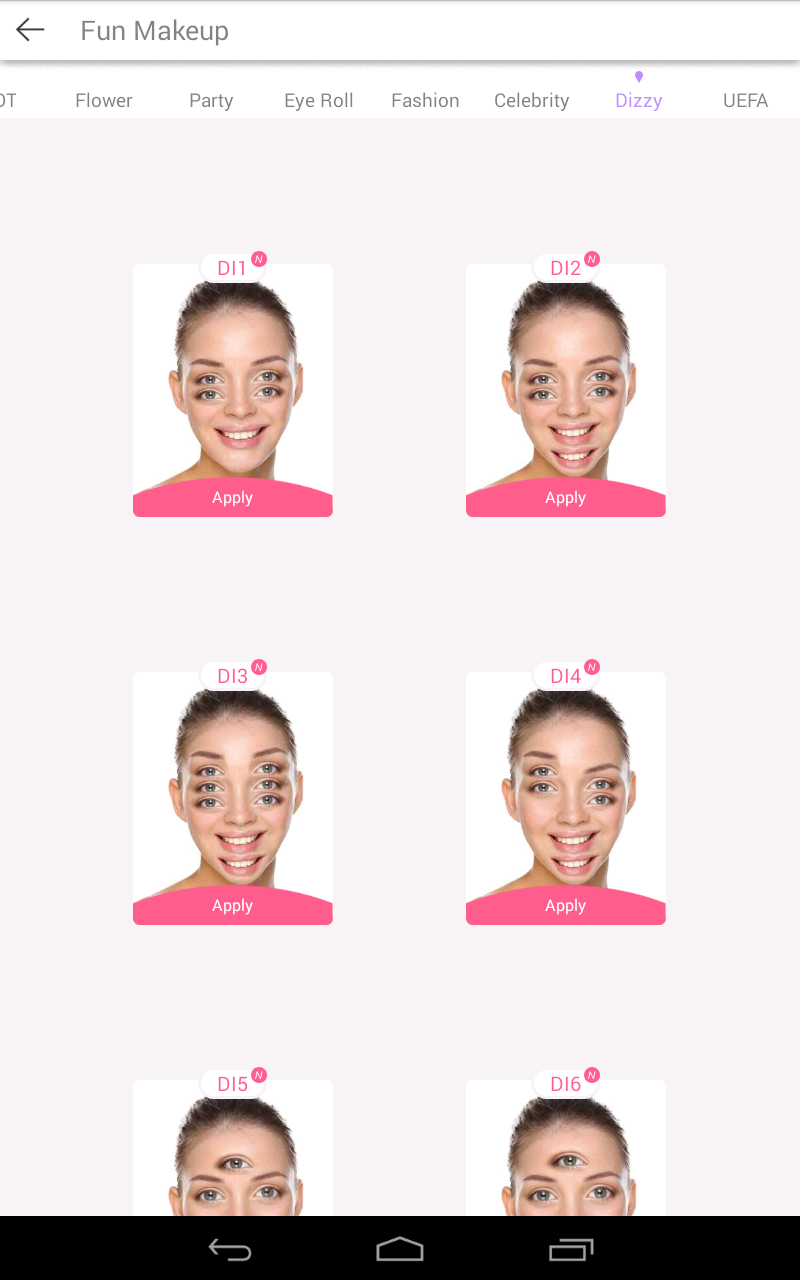 Fun Makeup
OT Flower Party Eye Roll Fashion Celebrity Dizzy UEFA
DI1 N
DI2 N
Apply
Apply
DI3 N
DI4 N
Apply
Apply
DI5 N
DI6 N